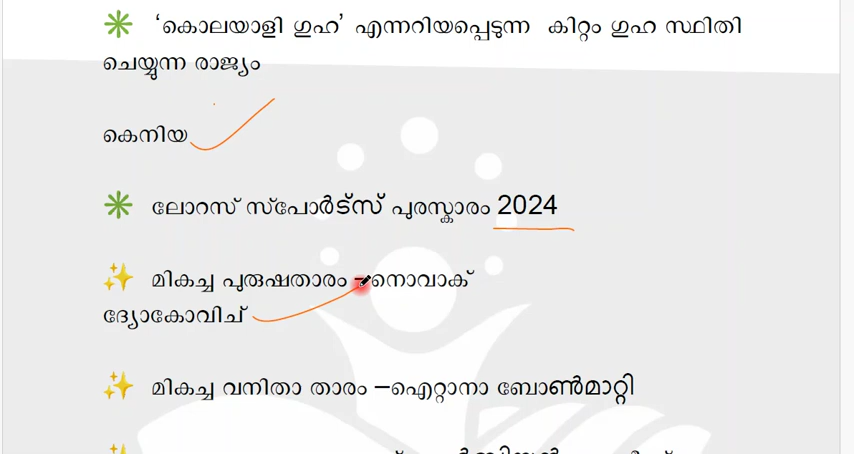 ‘കൊലയാളി ഗുഹ’ എന്നറിയപ്പെടുന്ന കിറ്റം ഗുഹ സ്ഥിതി
ചെയ്യുന്ന രാജ്യം
കെനിയ
ലോറസ് സ്പോർട്സ് പുരസ്കാരം 2024
മികച്ച പുരുഷതാരം –നൊവാക്
ദ്യോകോവിച്
മികച്ച വനിതാ താരം –ഐറ്റാനാ ബോൺമാറ്റി